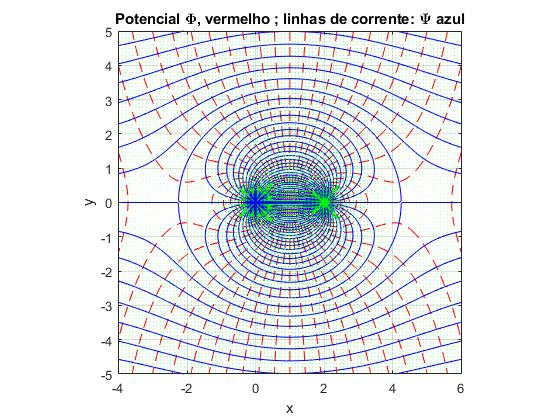 Potencial Φ, vermelho ; linhas de corrente: Ψ azul
5
4
3
2
1
0
-1
-2
-3
-4
-5
y
-4 -2 0 2 4 6
x